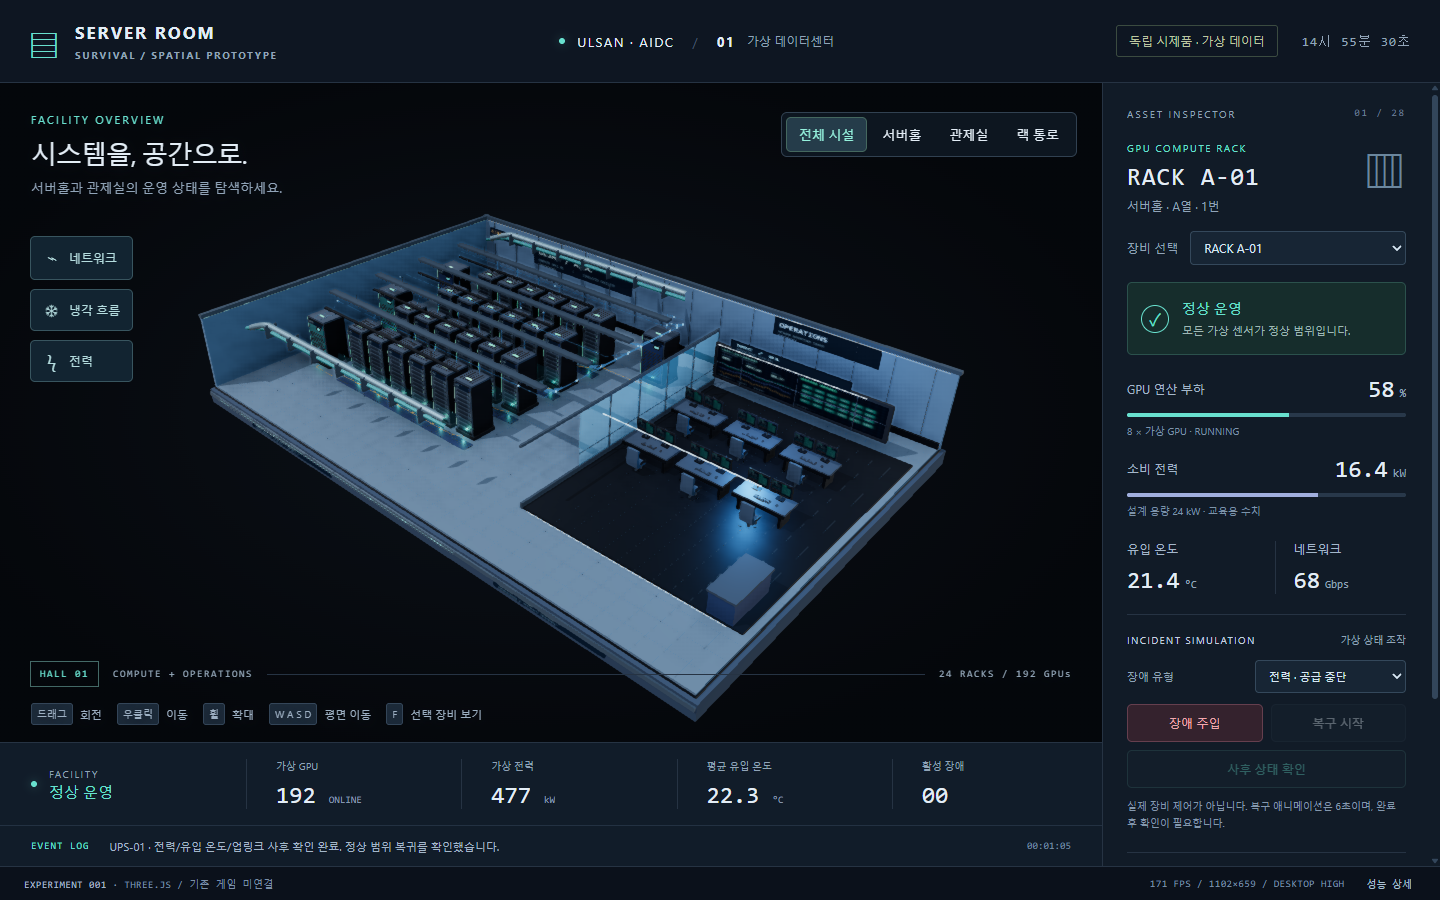 SERVER ROOM
SURVIVAL / SPATIAL PROTOTYPE
ULSAN · AIDC / 01 가상 데이터센터
독립 시제품 · 가상 데이터
14시 55분 30초
FACILITY OVERVIEW
시스템을, 공간으로.
서버홀과 관제실의 운영 상태를 탐색하세요.
전체 시설 서버홀 관제실 랙 통로
네트워크
냉각 흐름
전력
OPERATIONS
HALL 01 COMPUTE + OPERATIONS 24 RACKS / 192 GPUs
드래그 회전 우클릭 이동 휠 확대 WASD 평면 이동 F 선택 장비 보기
FACILITY
정상 운영
가상 GPU
192 ONLINE
가상 전력
477 kW
평균 유입 온도
22.3 °C
활성 장애
00
EVENT LOG UPS-01 · 전력/유입 온도/업링크 사후 확인 완료. 정상 범위 복귀를 확인했습니다. 00:01:05
ASSET INSPECTOR 01 / 28
GPU COMPUTE RACK
RACK A-01
서버홀 · A열 · 1번
장비 선택 RACK A-01
정상 운영
모든 가상 센서가 정상 범위입니다.
GPU 연산 부하 58 %
8 × 가상 GPU · RUNNING
소비 전력 16.4 kW
설계 용량 24 kW · 교육용 수치
유입 온도
21.4 °C
네트워크
68 Gbps
INCIDENT SIMULATION 가상 상태 조작
장애 유형 전력 · 공급 중단
장애 주입 복구 시작
사후 상태 확인
실제 장비 제어가 아닙니다. 복구 애니메이션은 6초이며, 완료
후 확인이 필요합니다.
EXPERIMENT 001 · THREE.JS / 기존 게임 미연결
171 FPS / 1102×659 / DESKTOP HIGH 성능 상세